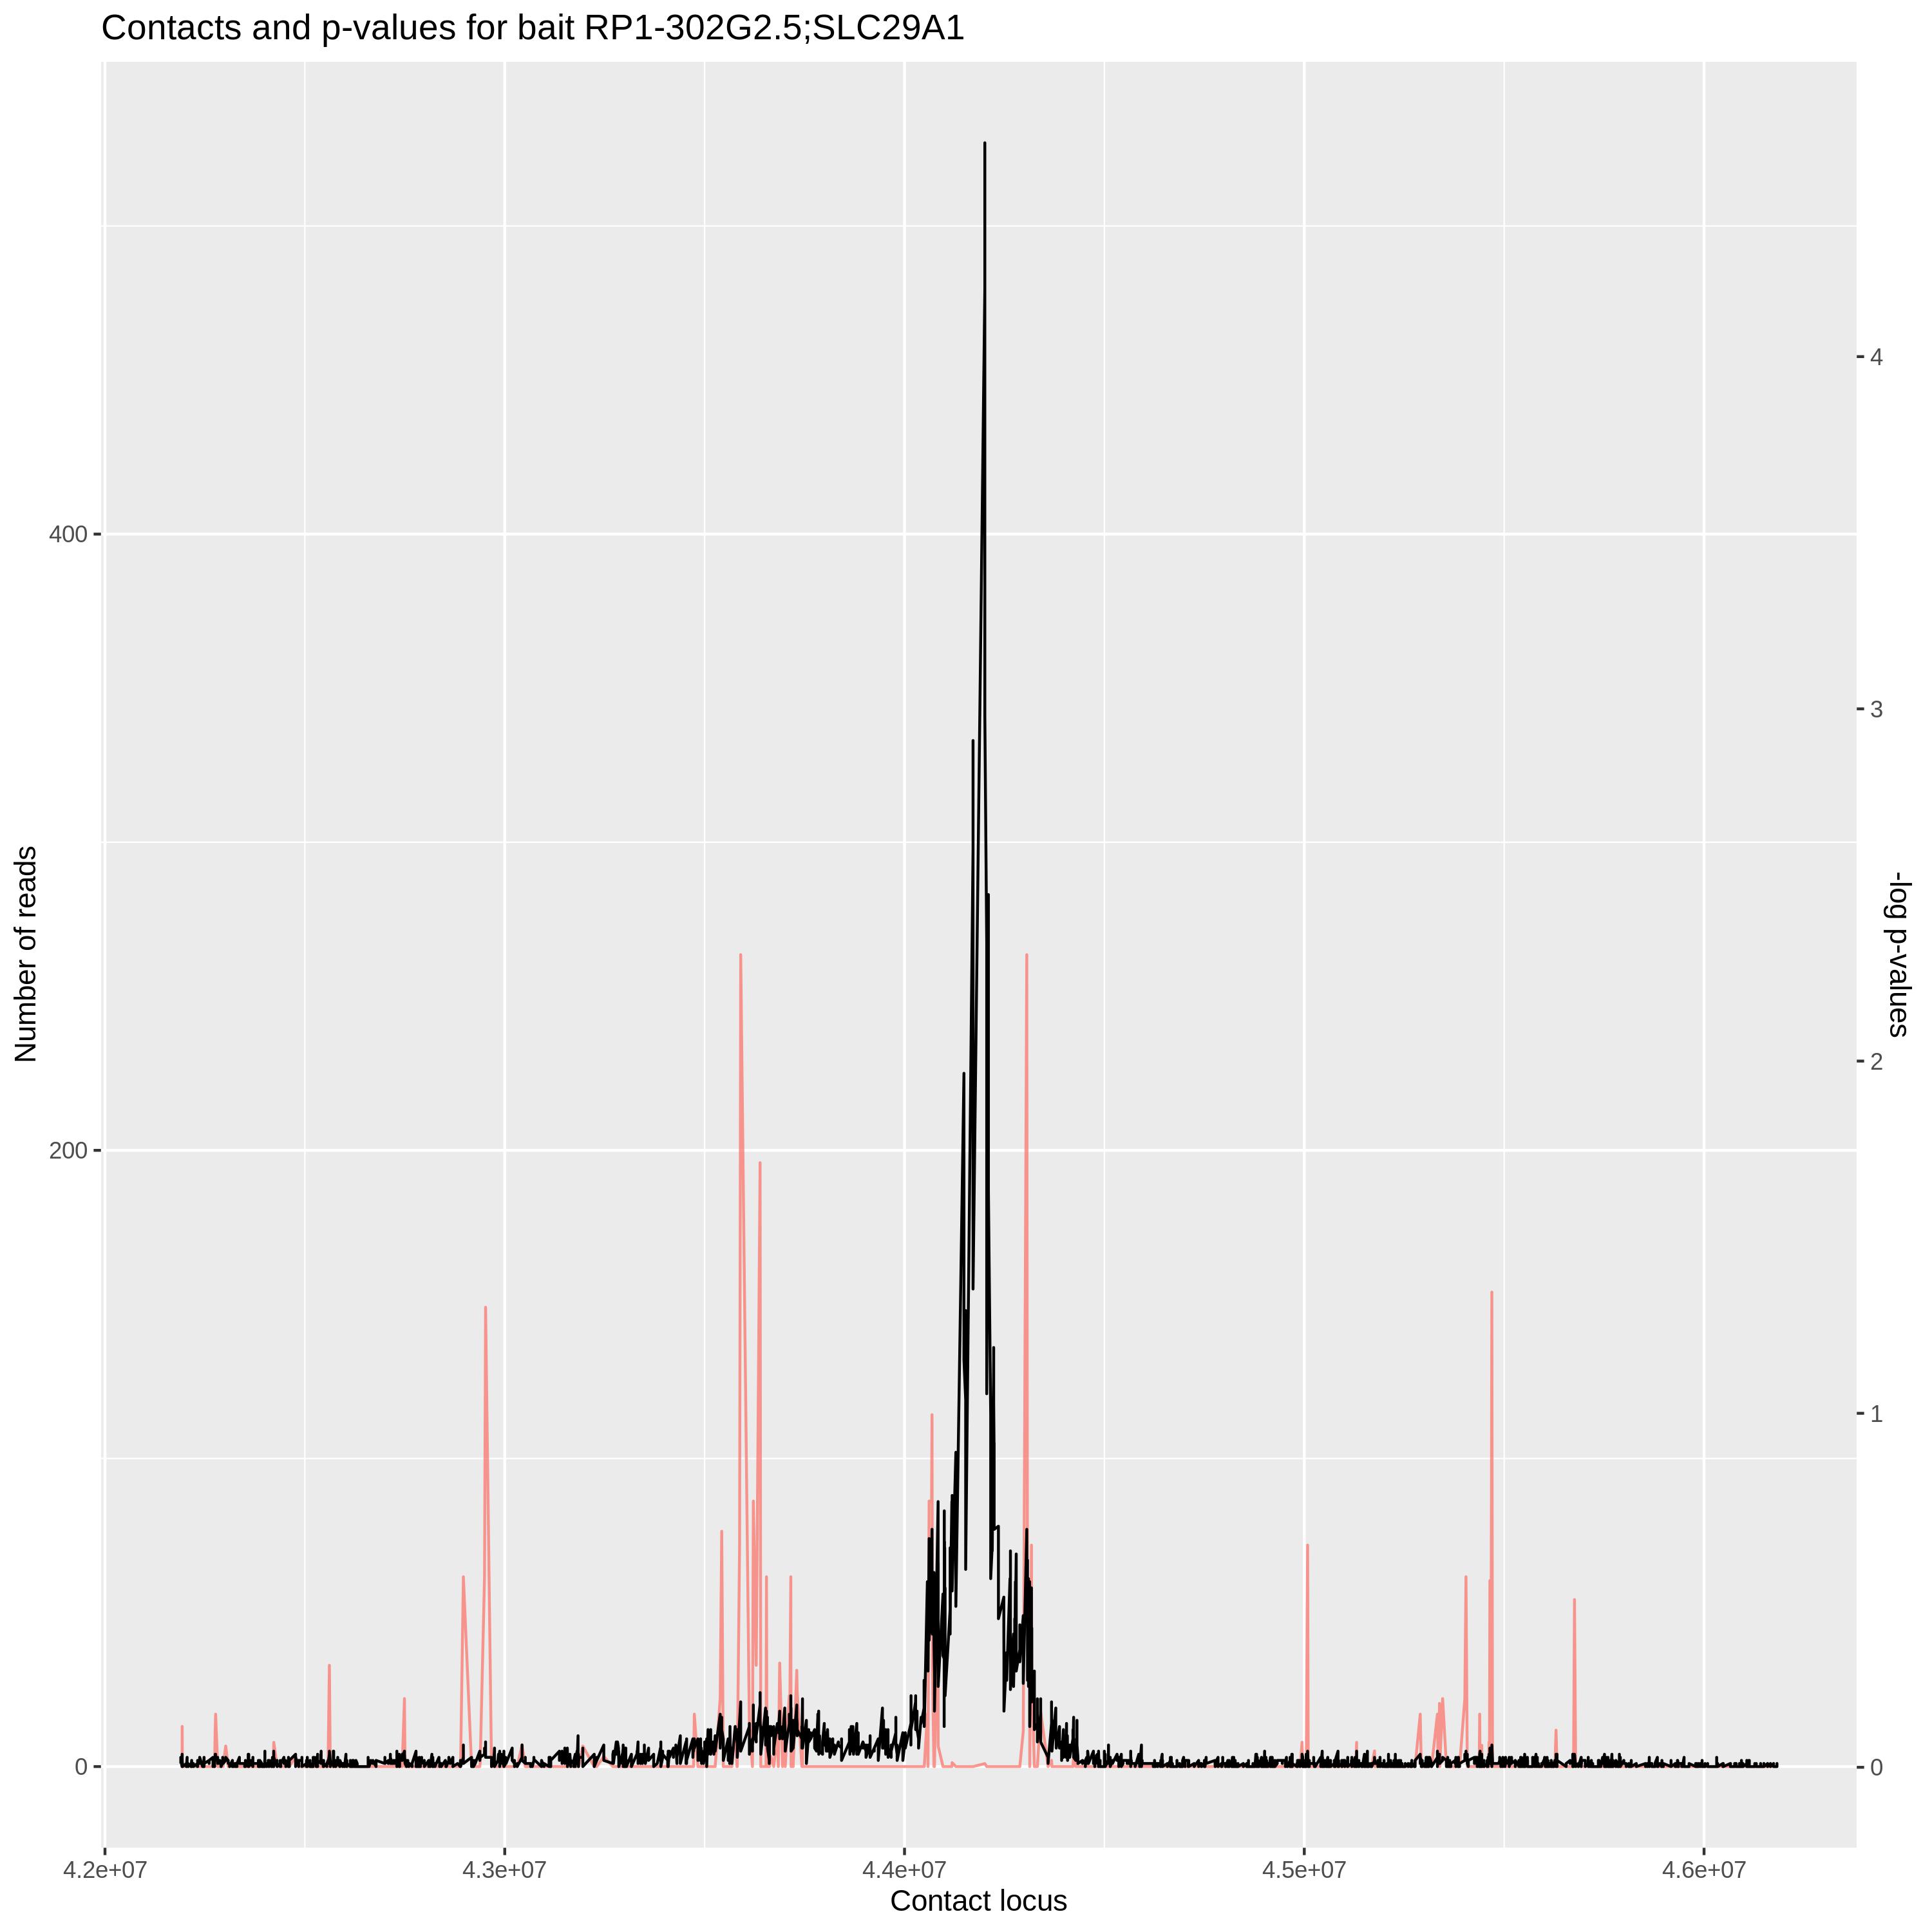 Contacts and p-values for bait RP1-302G2.5;SLC29A1
Number of reads
400
200
0
4
3
2
1
0
-log p-values
4.2e+07 4.3e+07 4.4e+07 4.5e+07 4.6e+07
Contact locus